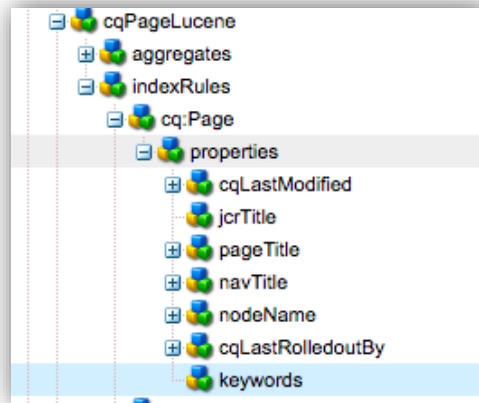 cqPageLucene
aggregates
indexRules
cq:Page
properties
cqLastModified
jcrTitle
pageTitle
navTitle
nodeName
cqLastRolledoutBy
keywords